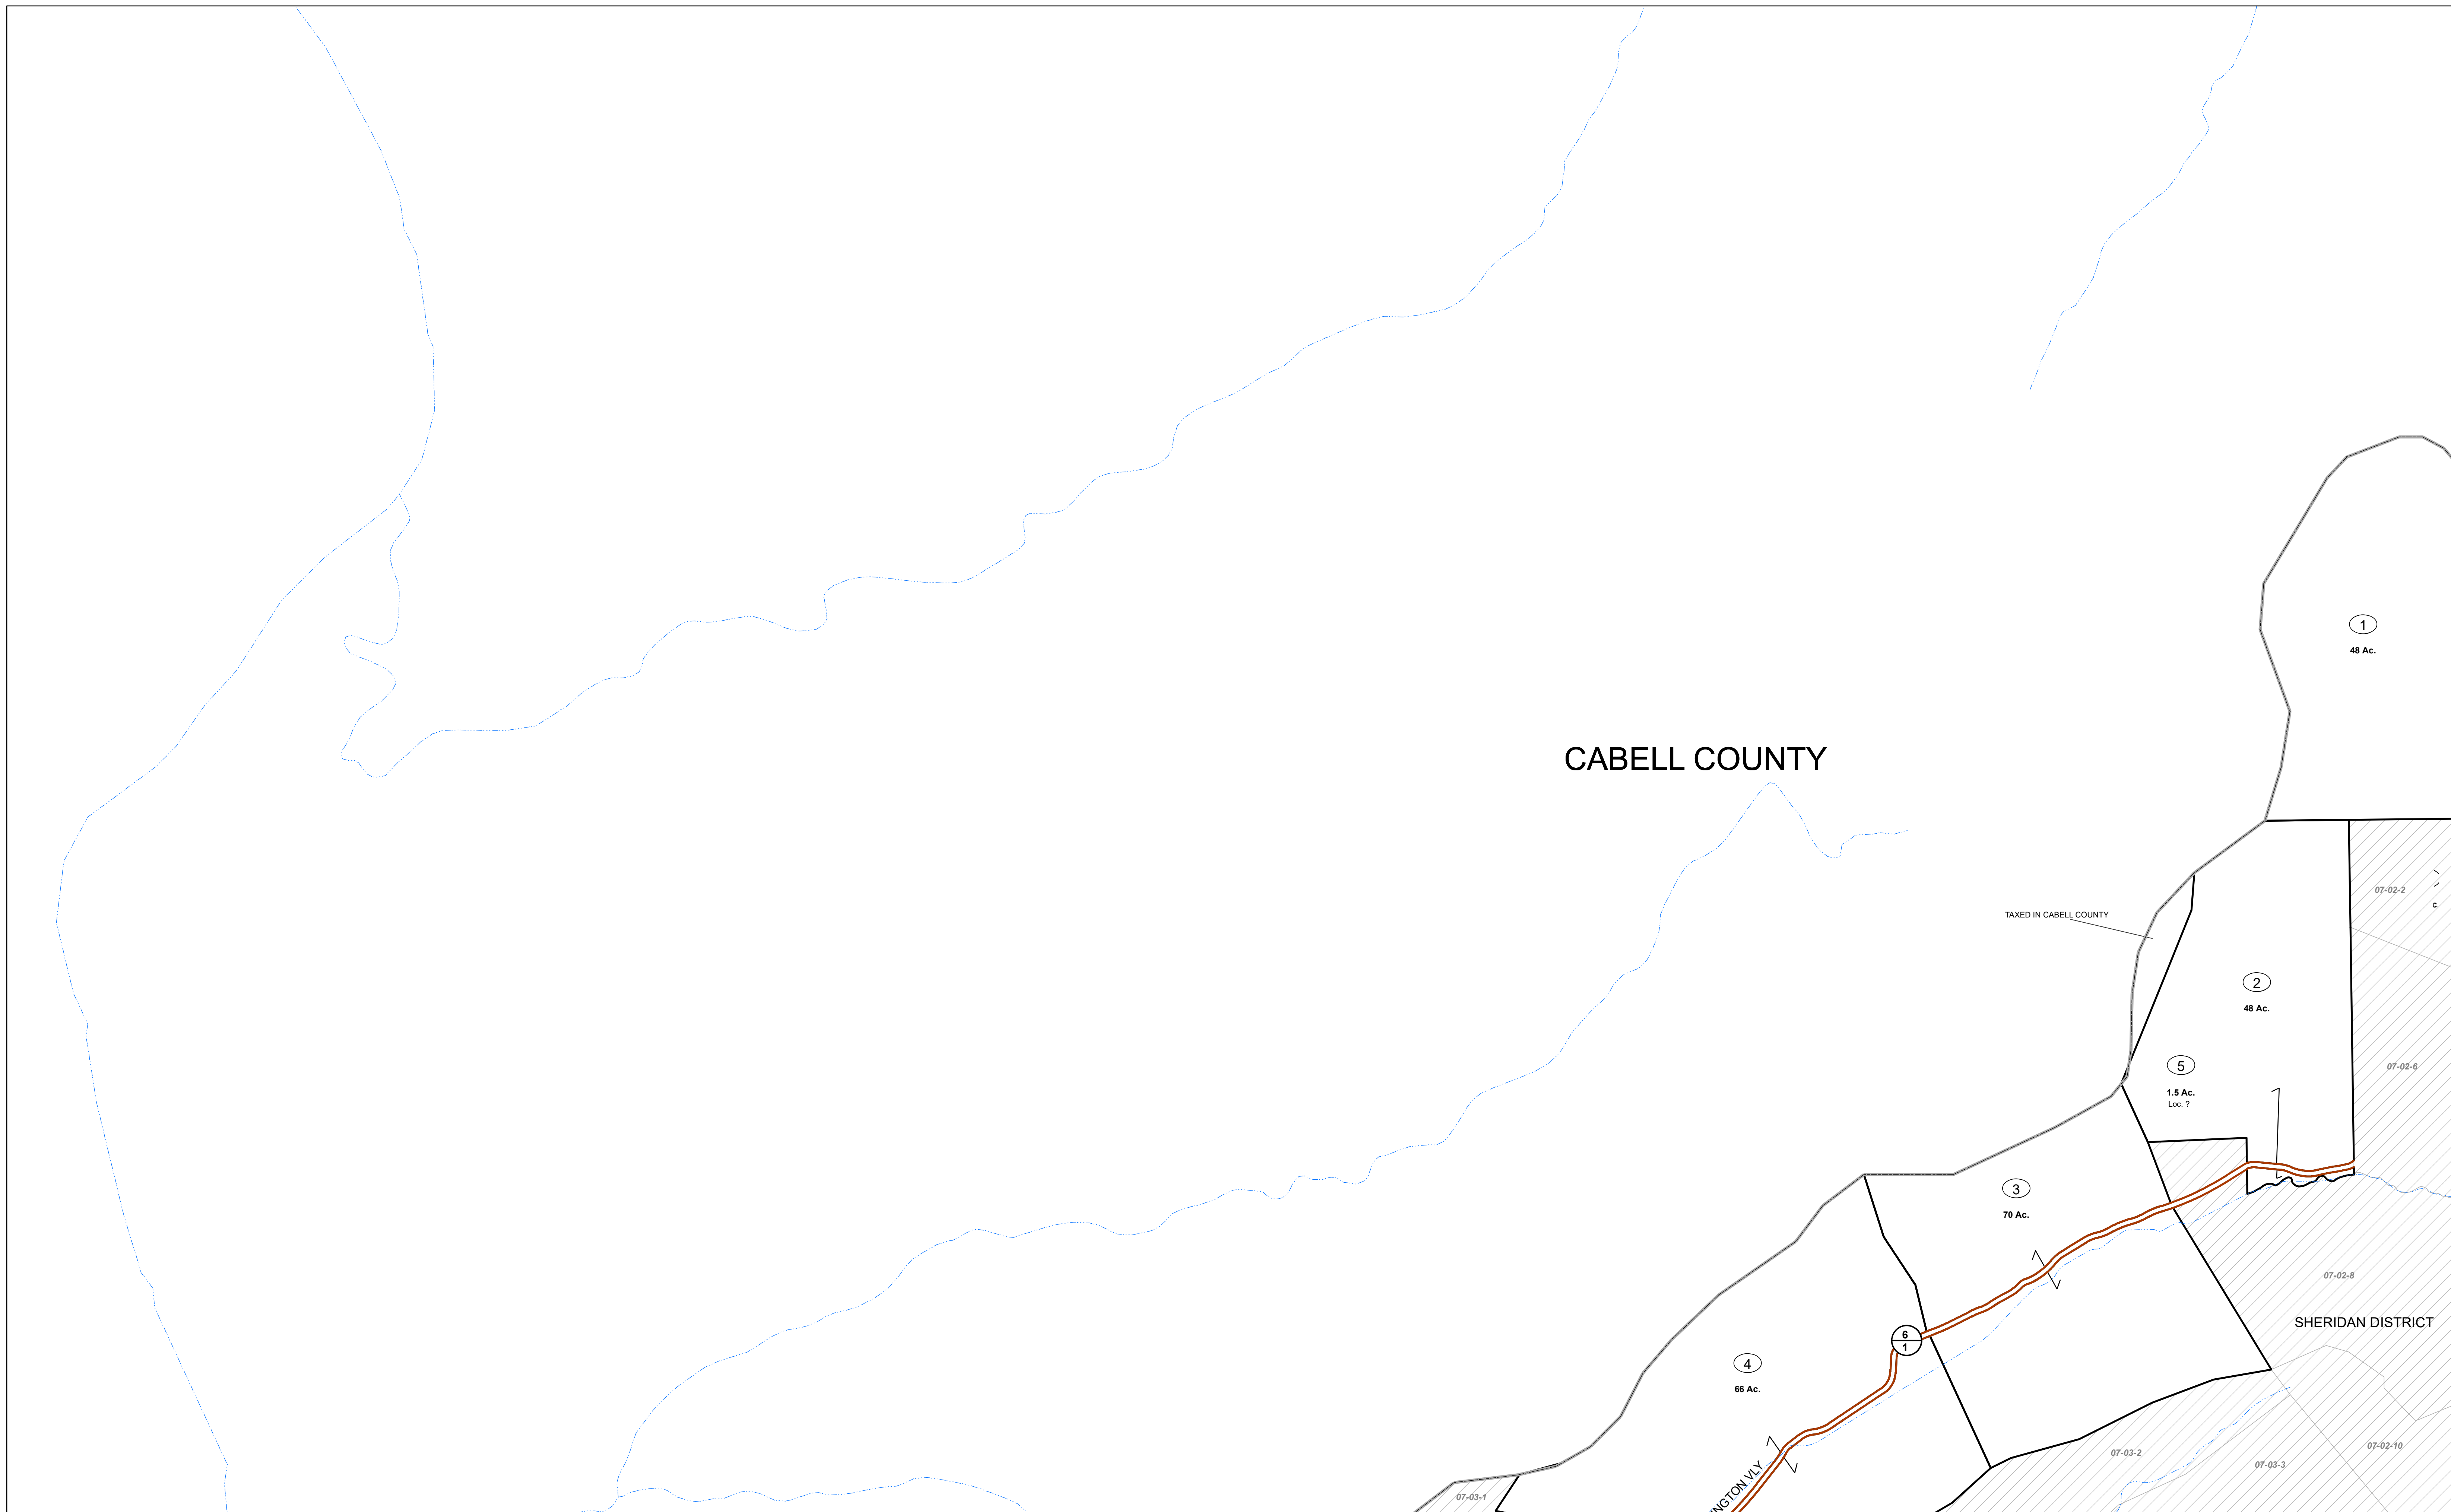 1
48 Ac.
CABELL COUNTY
07-02-2
TAXED IN CABELL COUNTY
2
48 Ac.
5
1.5 Ac.
Loc. ?
07-02-6
3
70 Ac.
07-02-8
SHERIDAN DISTRICT
6
1
4
66 Ac.
07-02-10
07-03-2
07-03-3
VLY
07-03-1